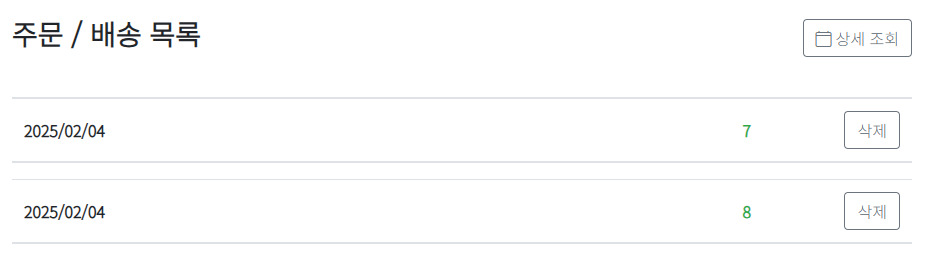 주문 / 배송 목록
상세 조회
2025/02/04 7 삭제
2025/02/04 8 삭제